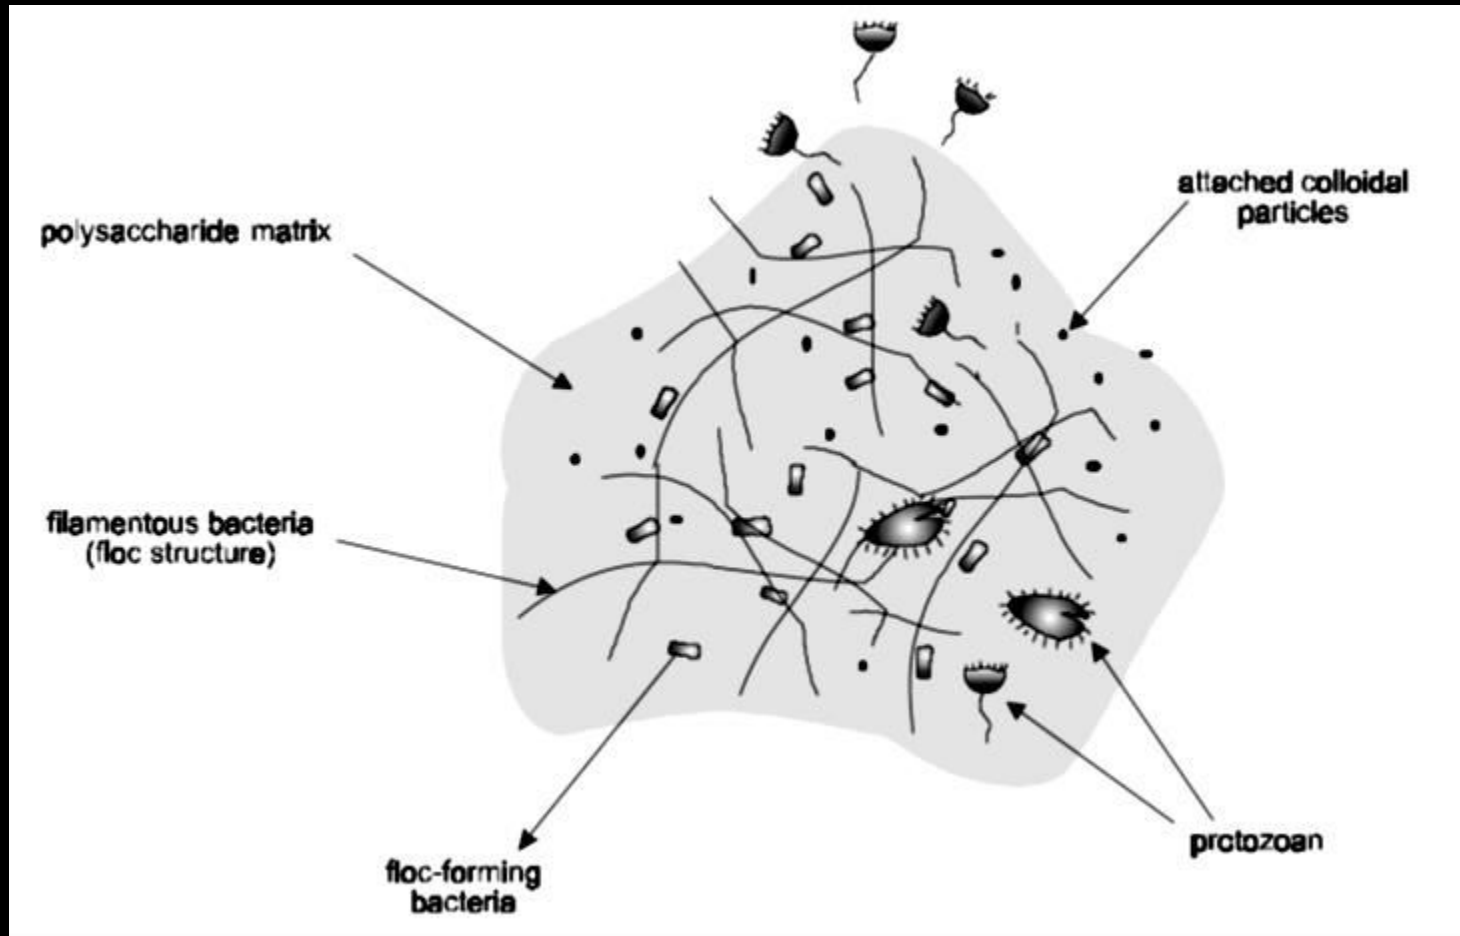 attached colloidal
particles
polysaccharide matrix
filamentous bacteria
(floc structure)
protozoan
floc-forming
bacteria